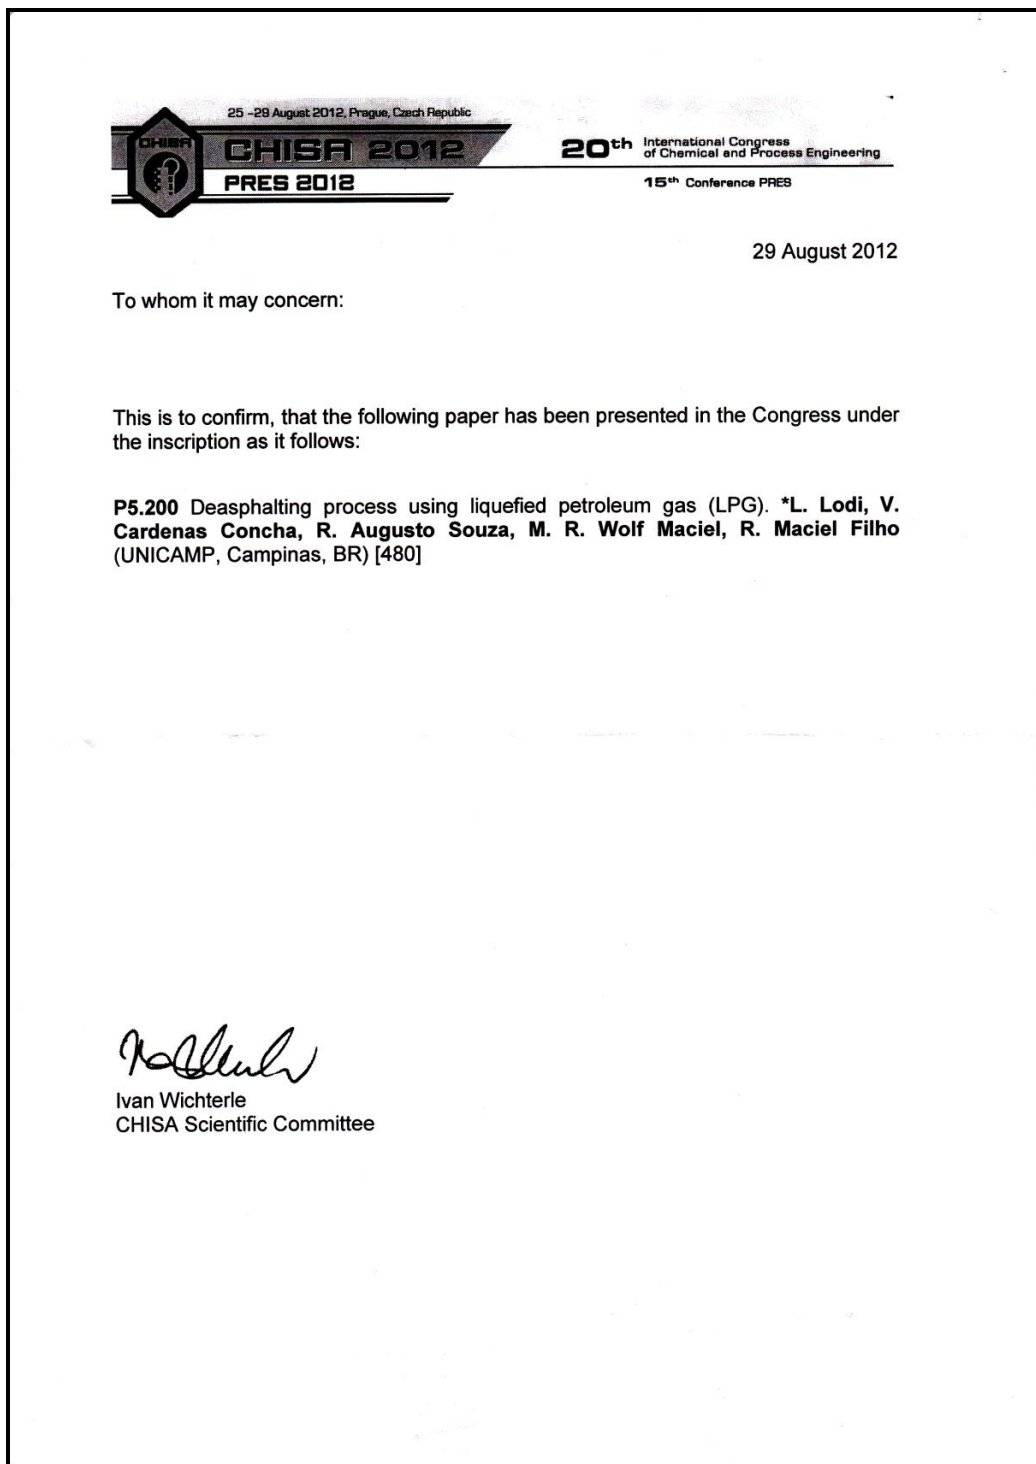 25 -29 August 2012, Prague, Czech Republic
CHISA
CHISA 2012
PRES 2012
20th International Congress
of Chemical and Process Engineering
15th Conference PRES
29 August 2012
To whom it may concern:
This is to confirm, that the following paper has been presented in the Congress under
the inscription as it follows:
P5.200 Deasphalting process using liquefied petroleum gas (LPG). *L. Lodi, V.
Cardenas Concha, R. Augusto Souza, M. R. Wolf Maciel, R. Maciel Filho
(UNICAMP, Campinas, BR) [480]
Ivan Wichterle
CHISA Scientific Committee